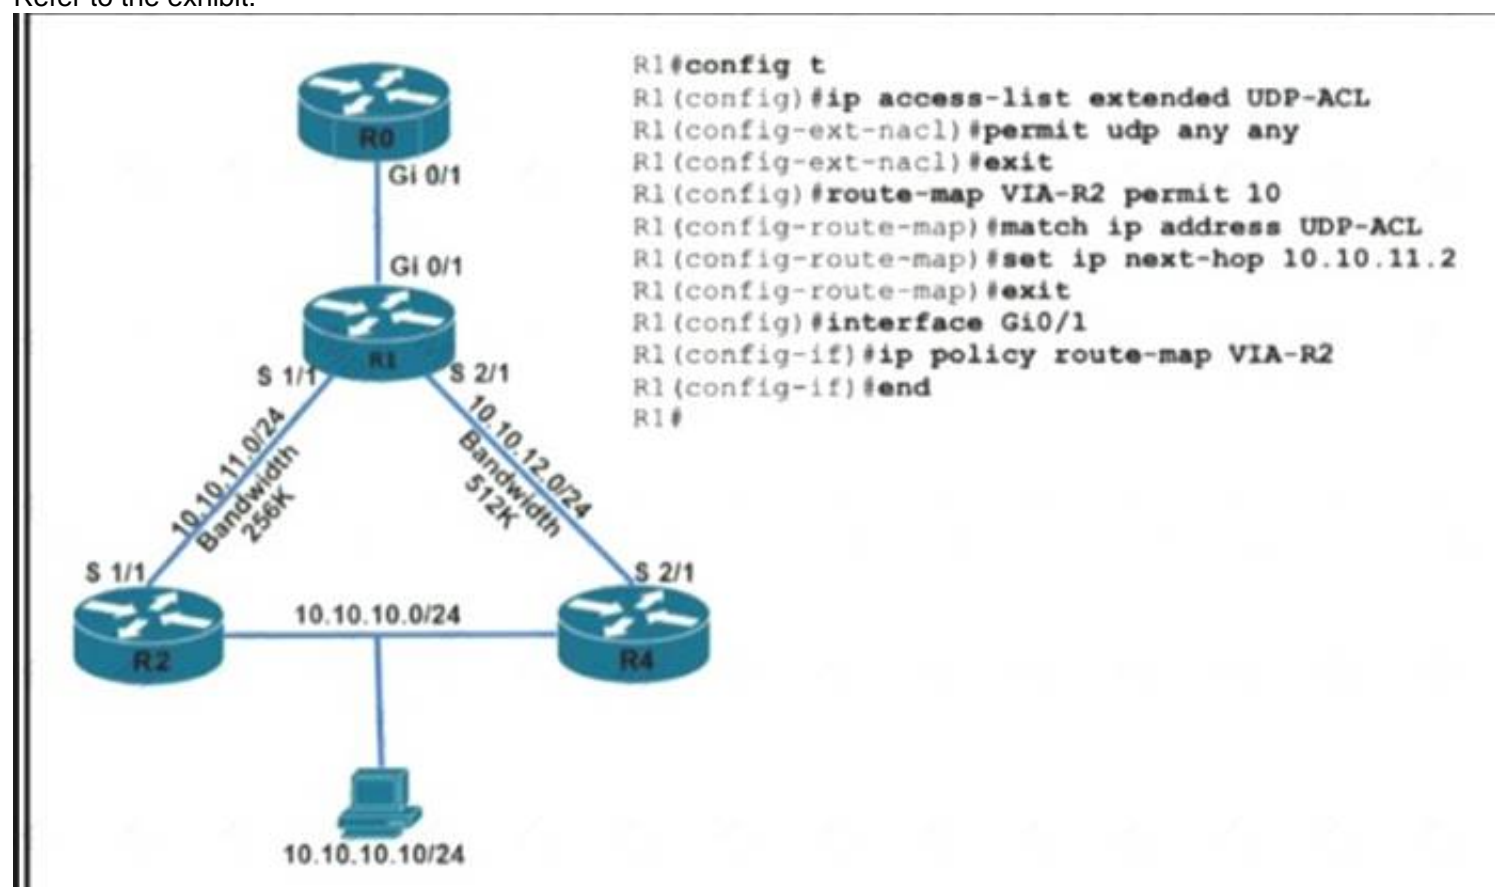 Refer to the exhibit.
R0
Gi 0/1
Gi 0/1
R1
S 1/1
S 2/1
10.10.11.0/24
Bandwidth
256K
10.10.12.0/24
Bandwidth
512K
S 1/1
S 2/1
R2
10.10.10.0/24
R4
10.10.10.10/24
R1#config t
R1(config)#ip access-list extended UDP-ACL
R1(config-ext-nacl)#permit udp any any
R1(config-ext-nacl)#exit
R1(config)#route-map VIA-R2 permit 10
R1(config-route-map)#match ip address UDP-ACL
R1(config-route-map)#set ip next-hop 10.10.11.2
R1(config-route-map)#exit
R1(config)#interface Gi0/1
R1(config-if)#ip policy route-map VIA-R2
R1(config-if)#end
R1#